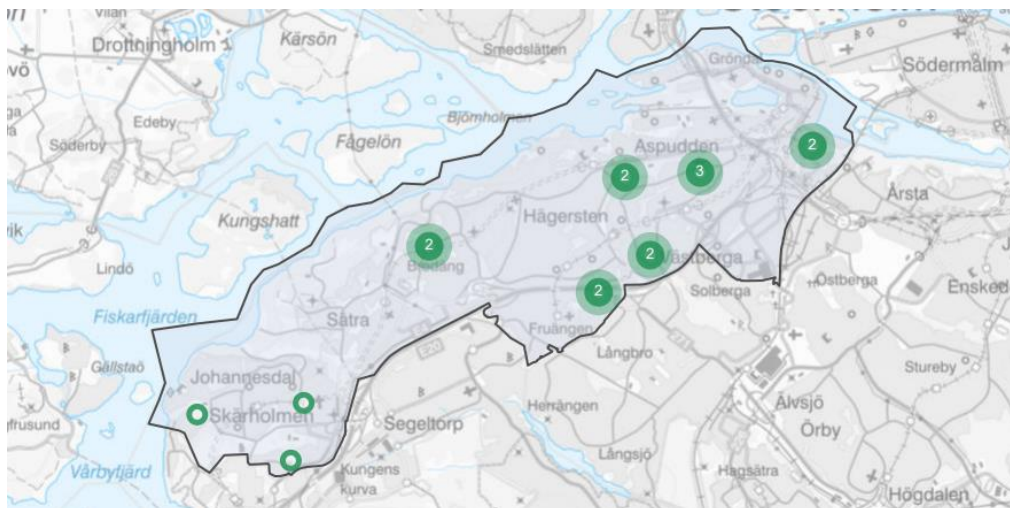 Drottningholm
Kärsön
Smedslätten
Gröndal
Södermalm
Edeby
Söderby
Björnholmen
Fågelön
Aspudden
2
3
2
Årsta
Kungshatt
Hägersten
2
2
Västberga
Lindö
Bredäng
2
Solberga
Östberga
Fiskarfjärden
Sätra
Fruängen
E20
Långbro
Stureby
Gällstaö
Johannesdal
Skärholmen
Segeltorp
Herrängen
Älvsjö
Örby
Vårbyfjärd
Kungens
kurva
Långsjö
Hagsätra
Högdalen